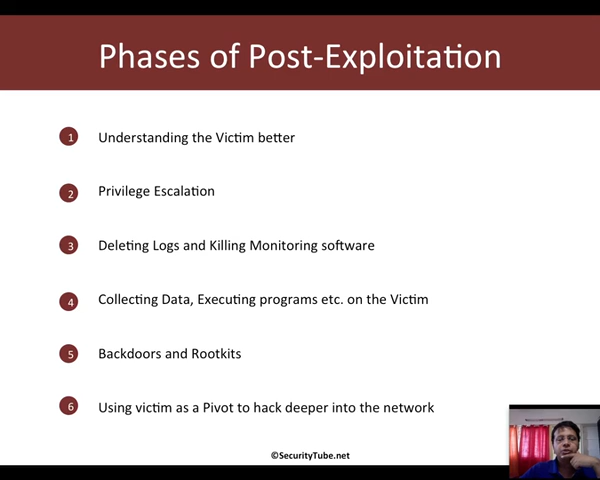 Phases of Post-Exploitation
1 Understanding the Victim better
2 Privilege Escalation
3 Deleting Logs and Killing Monitoring software
4 Collecting Data, Executing programs etc. on the Victim
5 Backdoors and Rootkits
6 Using victim as a Pivot to hack deeper into the network
©SecurityTube.net